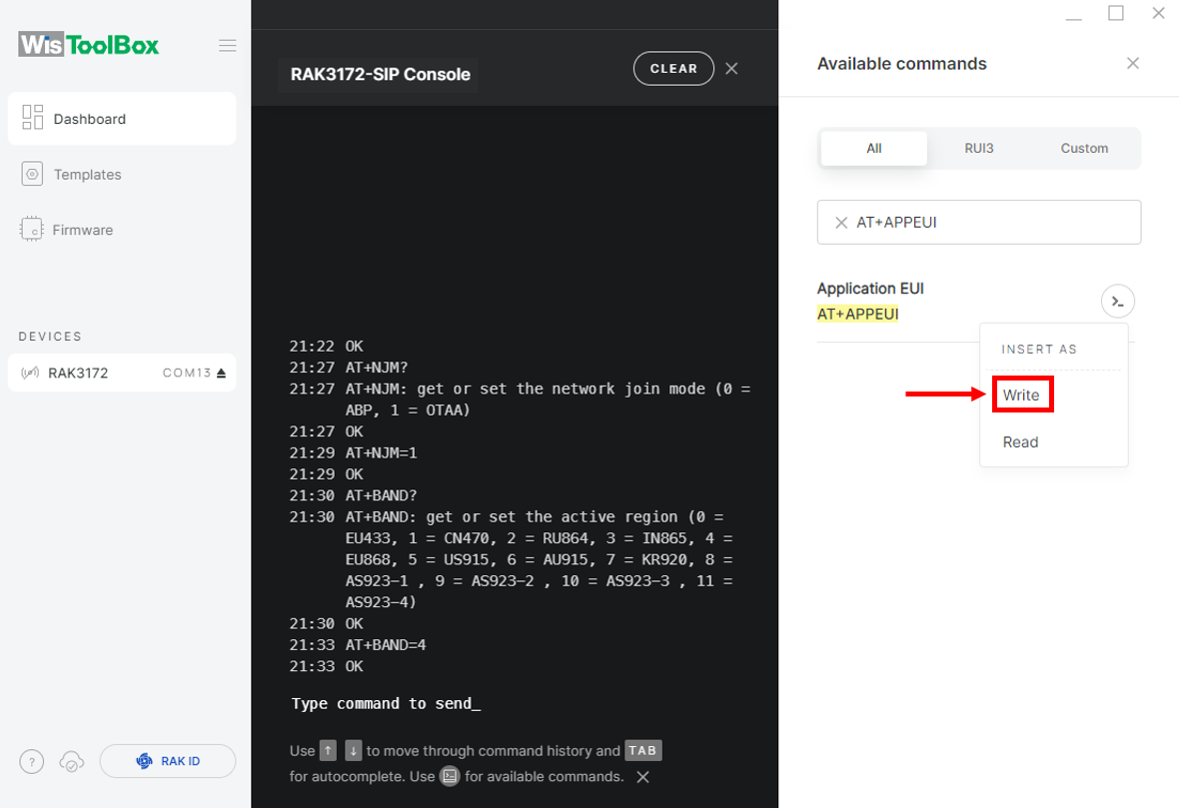 WisToolBox
Dashboard
Templates
Firmware
DEVICES
RAK3172 COM13
?
RAK ID
RAK3172-SIP Console
CLEAR
21:22 OK
21:27 AT+NJM?
21:27 AT+NJM: get or set the network join mode (0 =
ABP, 1 = OTAA)
21:27 OK
21:29 AT+NJM=1
21:29 OK
21:30 AT+BAND?
21:30 AT+BAND: get or set the active region (0 =
EU433, 1 = CN470, 2 = RU864, 3 = IN865, 4 =
EU868, 5 = US915, 6 = AU915, 7 = KR920, 8 =
AS923-1 , 9 = AS923-2 , 10 = AS923-3 , 11 =
AS923-4)
21:30 OK
21:33 AT+BAND=4
21:33 OK
Type command to send_
Use ↑ ↓ to move through command history and TAB
for autocomplete. Use for available commands.
Available commands
All RUI3 Custom
AT+APPEUI
Application EUI
AT+APPEUI
INSERT AS
Write
Read